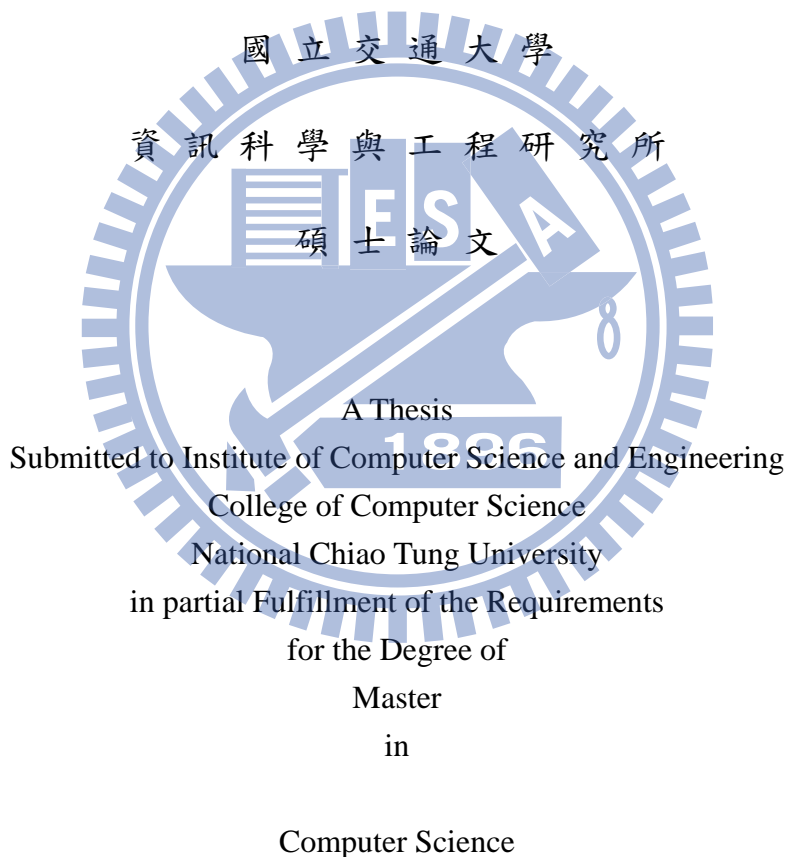 國 立 交 通 大 學
資 訊 科 學 與 工 程 研 究 所
碩 士 論 文
E S A
A Thesis
1896
Submitted to Institute of Computer Science and Engineering
College of Computer Science
National Chiao Tung University
in partial Fulfillment of the Requirements
for the Degree of
Master
in
Computer Science